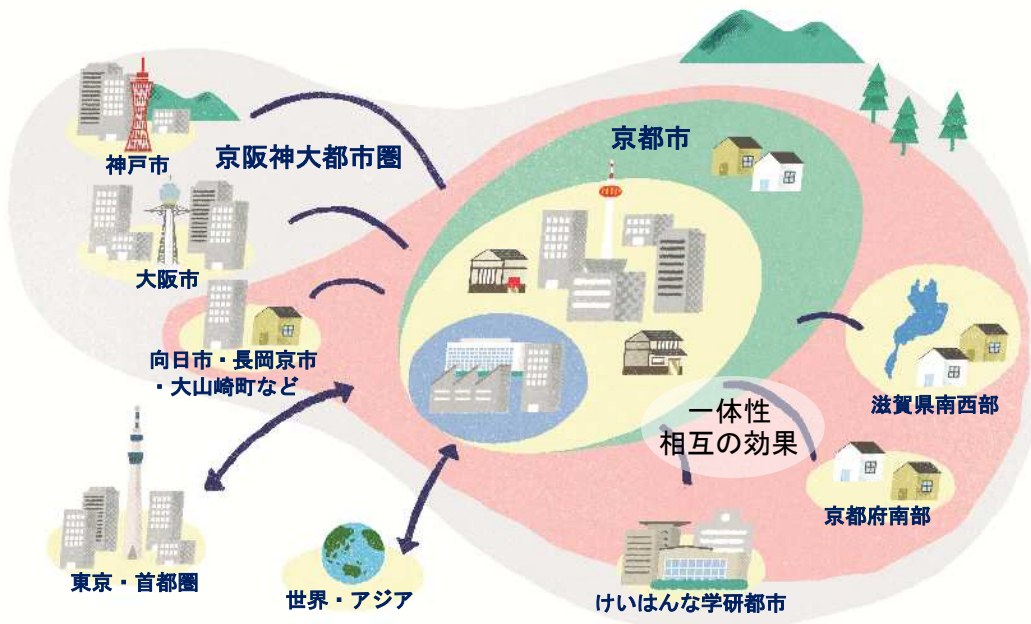 神戸市
京阪神大都市圏
京都市
大阪市
向日市・長岡京市
・大山崎町など
滋賀県南西部
一体性
相互の効果
京都府南部
東京・首都圏
世界・アジア
けいはんな学研都市